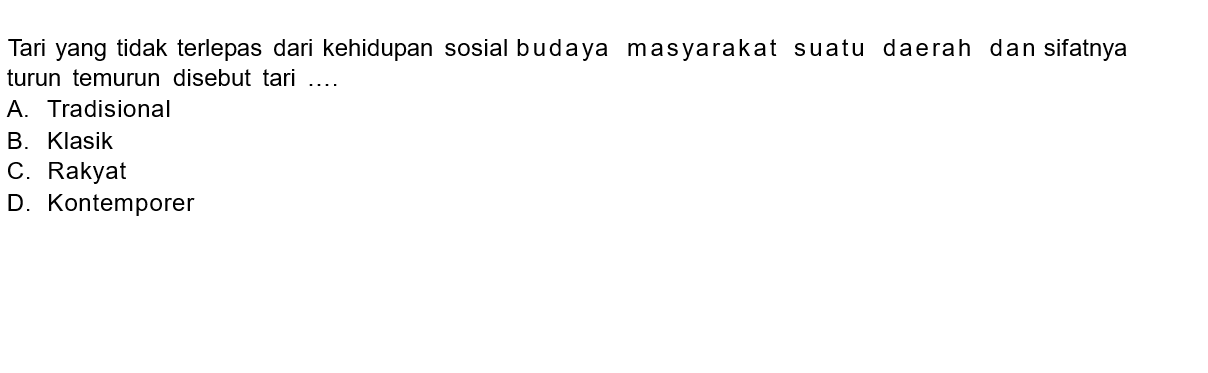 Tari yang tidak terlepas dari kehidupan sosial budaya masyarakat suatu daerah dan sifatnya
turun temurun disebut tari ....
A. Tradisional
B. Klasik
C. Rakyat
D. Kontemporer